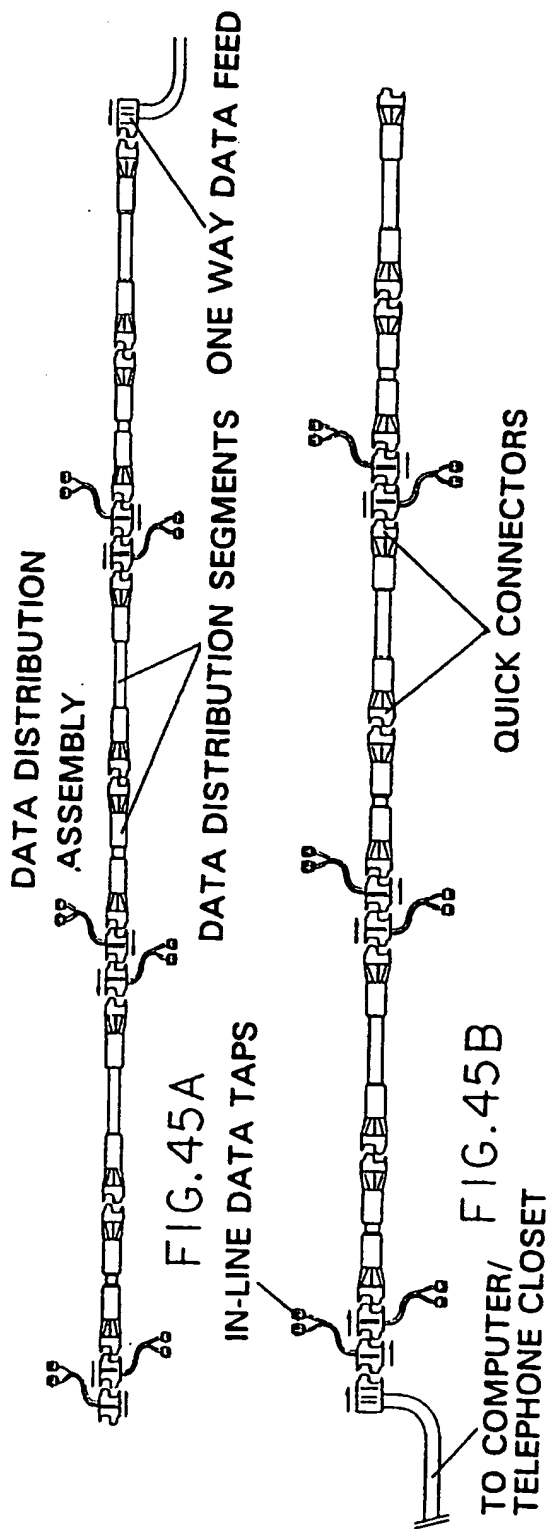 DATA DISTRIBUTION
ASSEMBLY
DATA DISTRIBUTION SEGMENTS
ONE WAY DATA FEED
FIG.45A
IN-LINE DATA TAPS
QUICK CONNECTORS
FIG.45B
TO COMPUTER/
TELEPHONE CLOSET